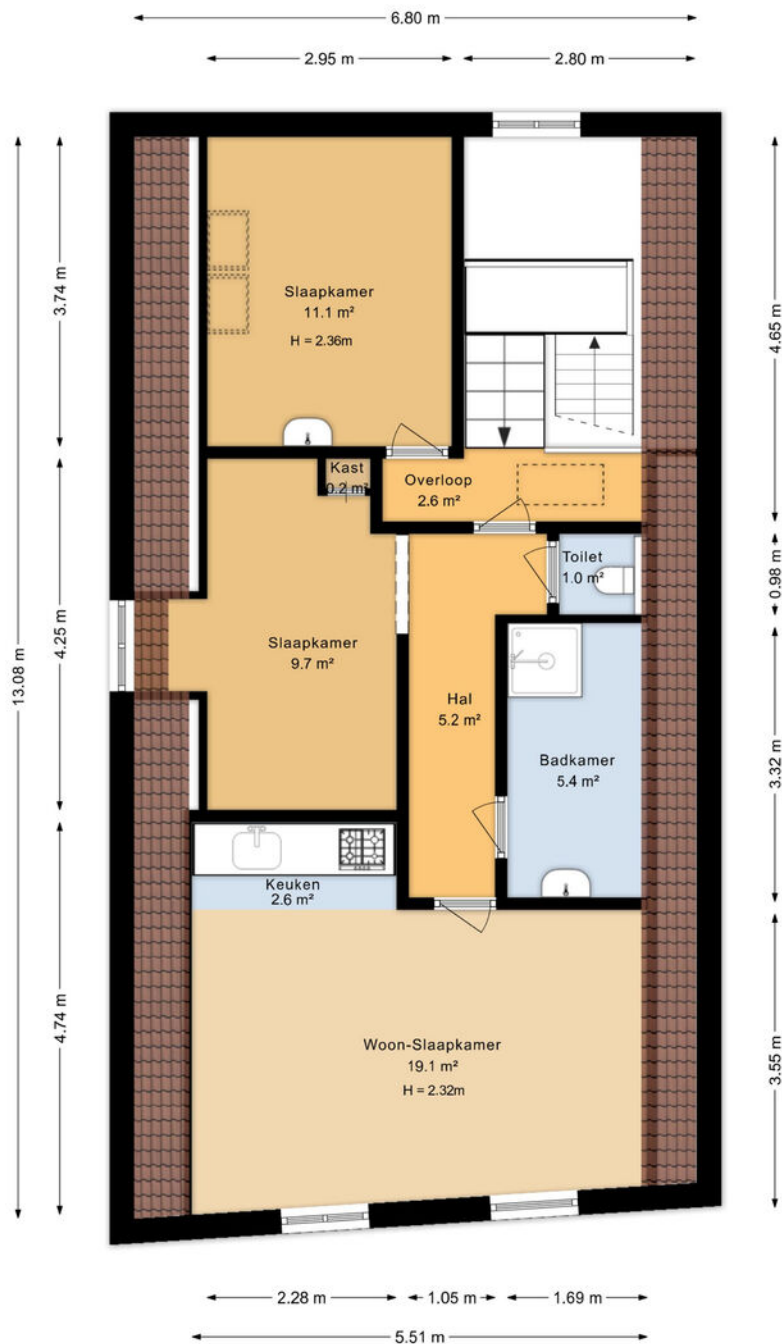 6.80 m
2.95 m
2.80 m
13.08 m
3.74 m
4.25 m
4.74 m
4.65 m
0.98 m
3.32 m
3.55 m
Slaapkamer
11.1 m²
H = 2.36m
Kast
0.2 m²
Overloop
2.6 m²
Toilet
1.0 m²
Slaapkamer
9.7 m²
Hal
5.2 m²
Badkamer
5.4 m²
Keuken
2.6 m²
Woon-Slaapkamer
19.1 m²
H = 2.32m
2.28 m
1.05 m
1.69 m
5.51 m